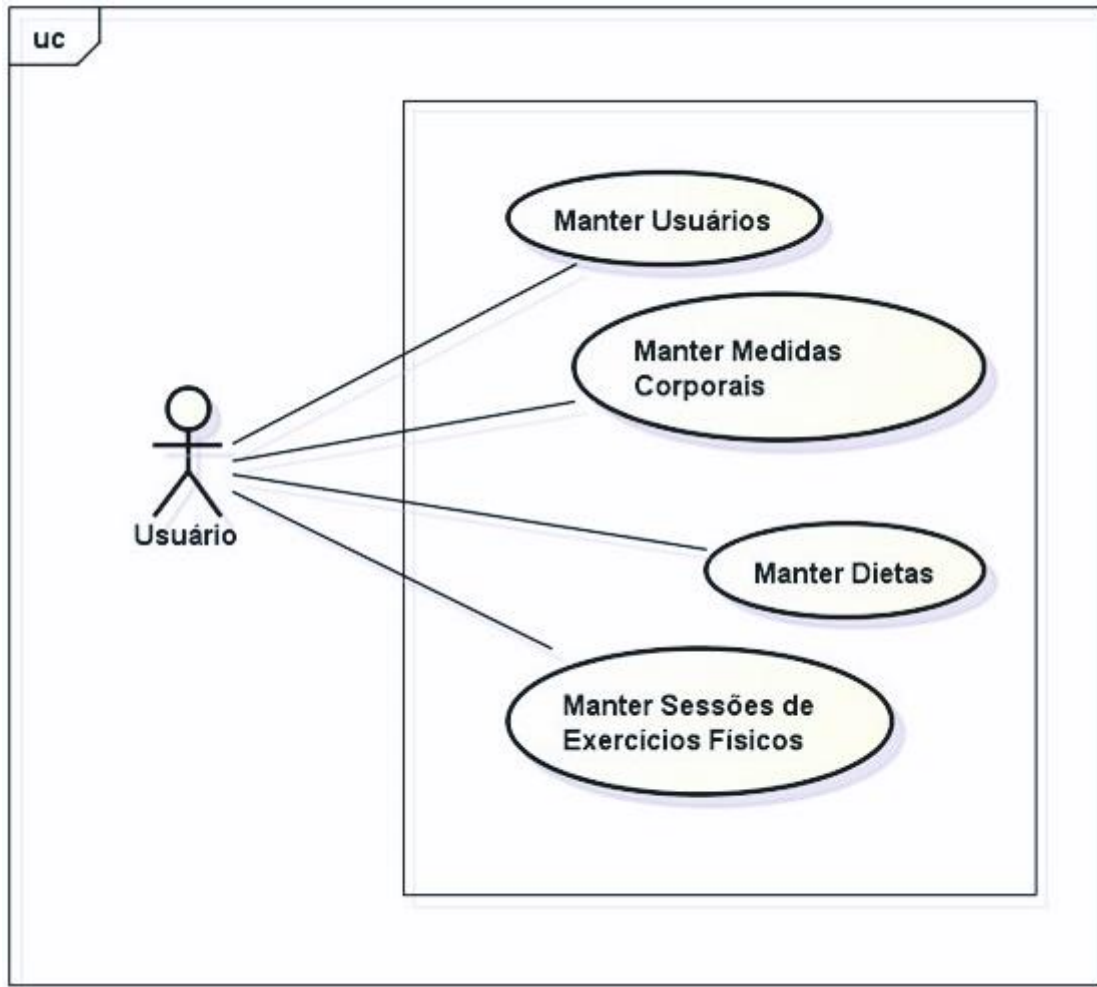 uc
Manter Usuários
Manter Medidas
Corporais
Usuário
Manter Dietas
Manter Sessões de
Exercícios Físicos